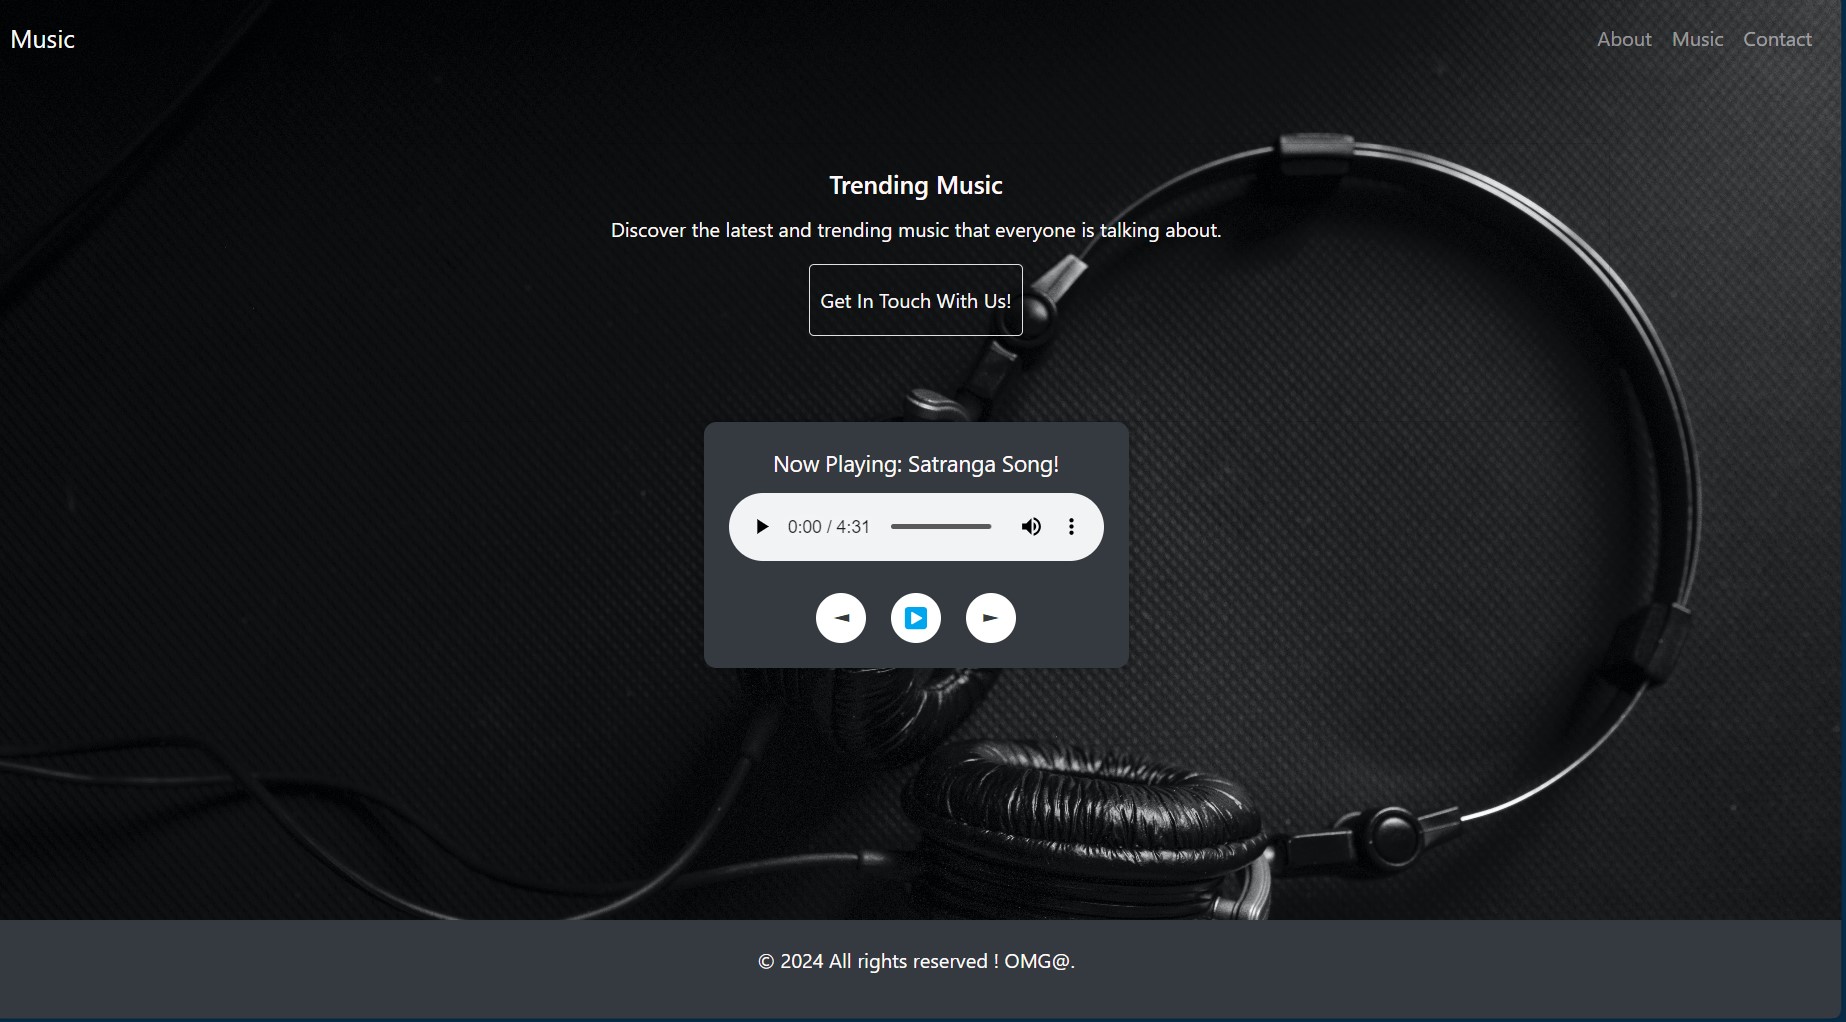 Music
About Music Contact
Trending Music
Discover the latest and trending music that everyone is talking about.
Get In Touch With Us!
Now Playing: Satranga Song!
0:00 / 4:31
© 2024 All rights reserved ! OMG@.